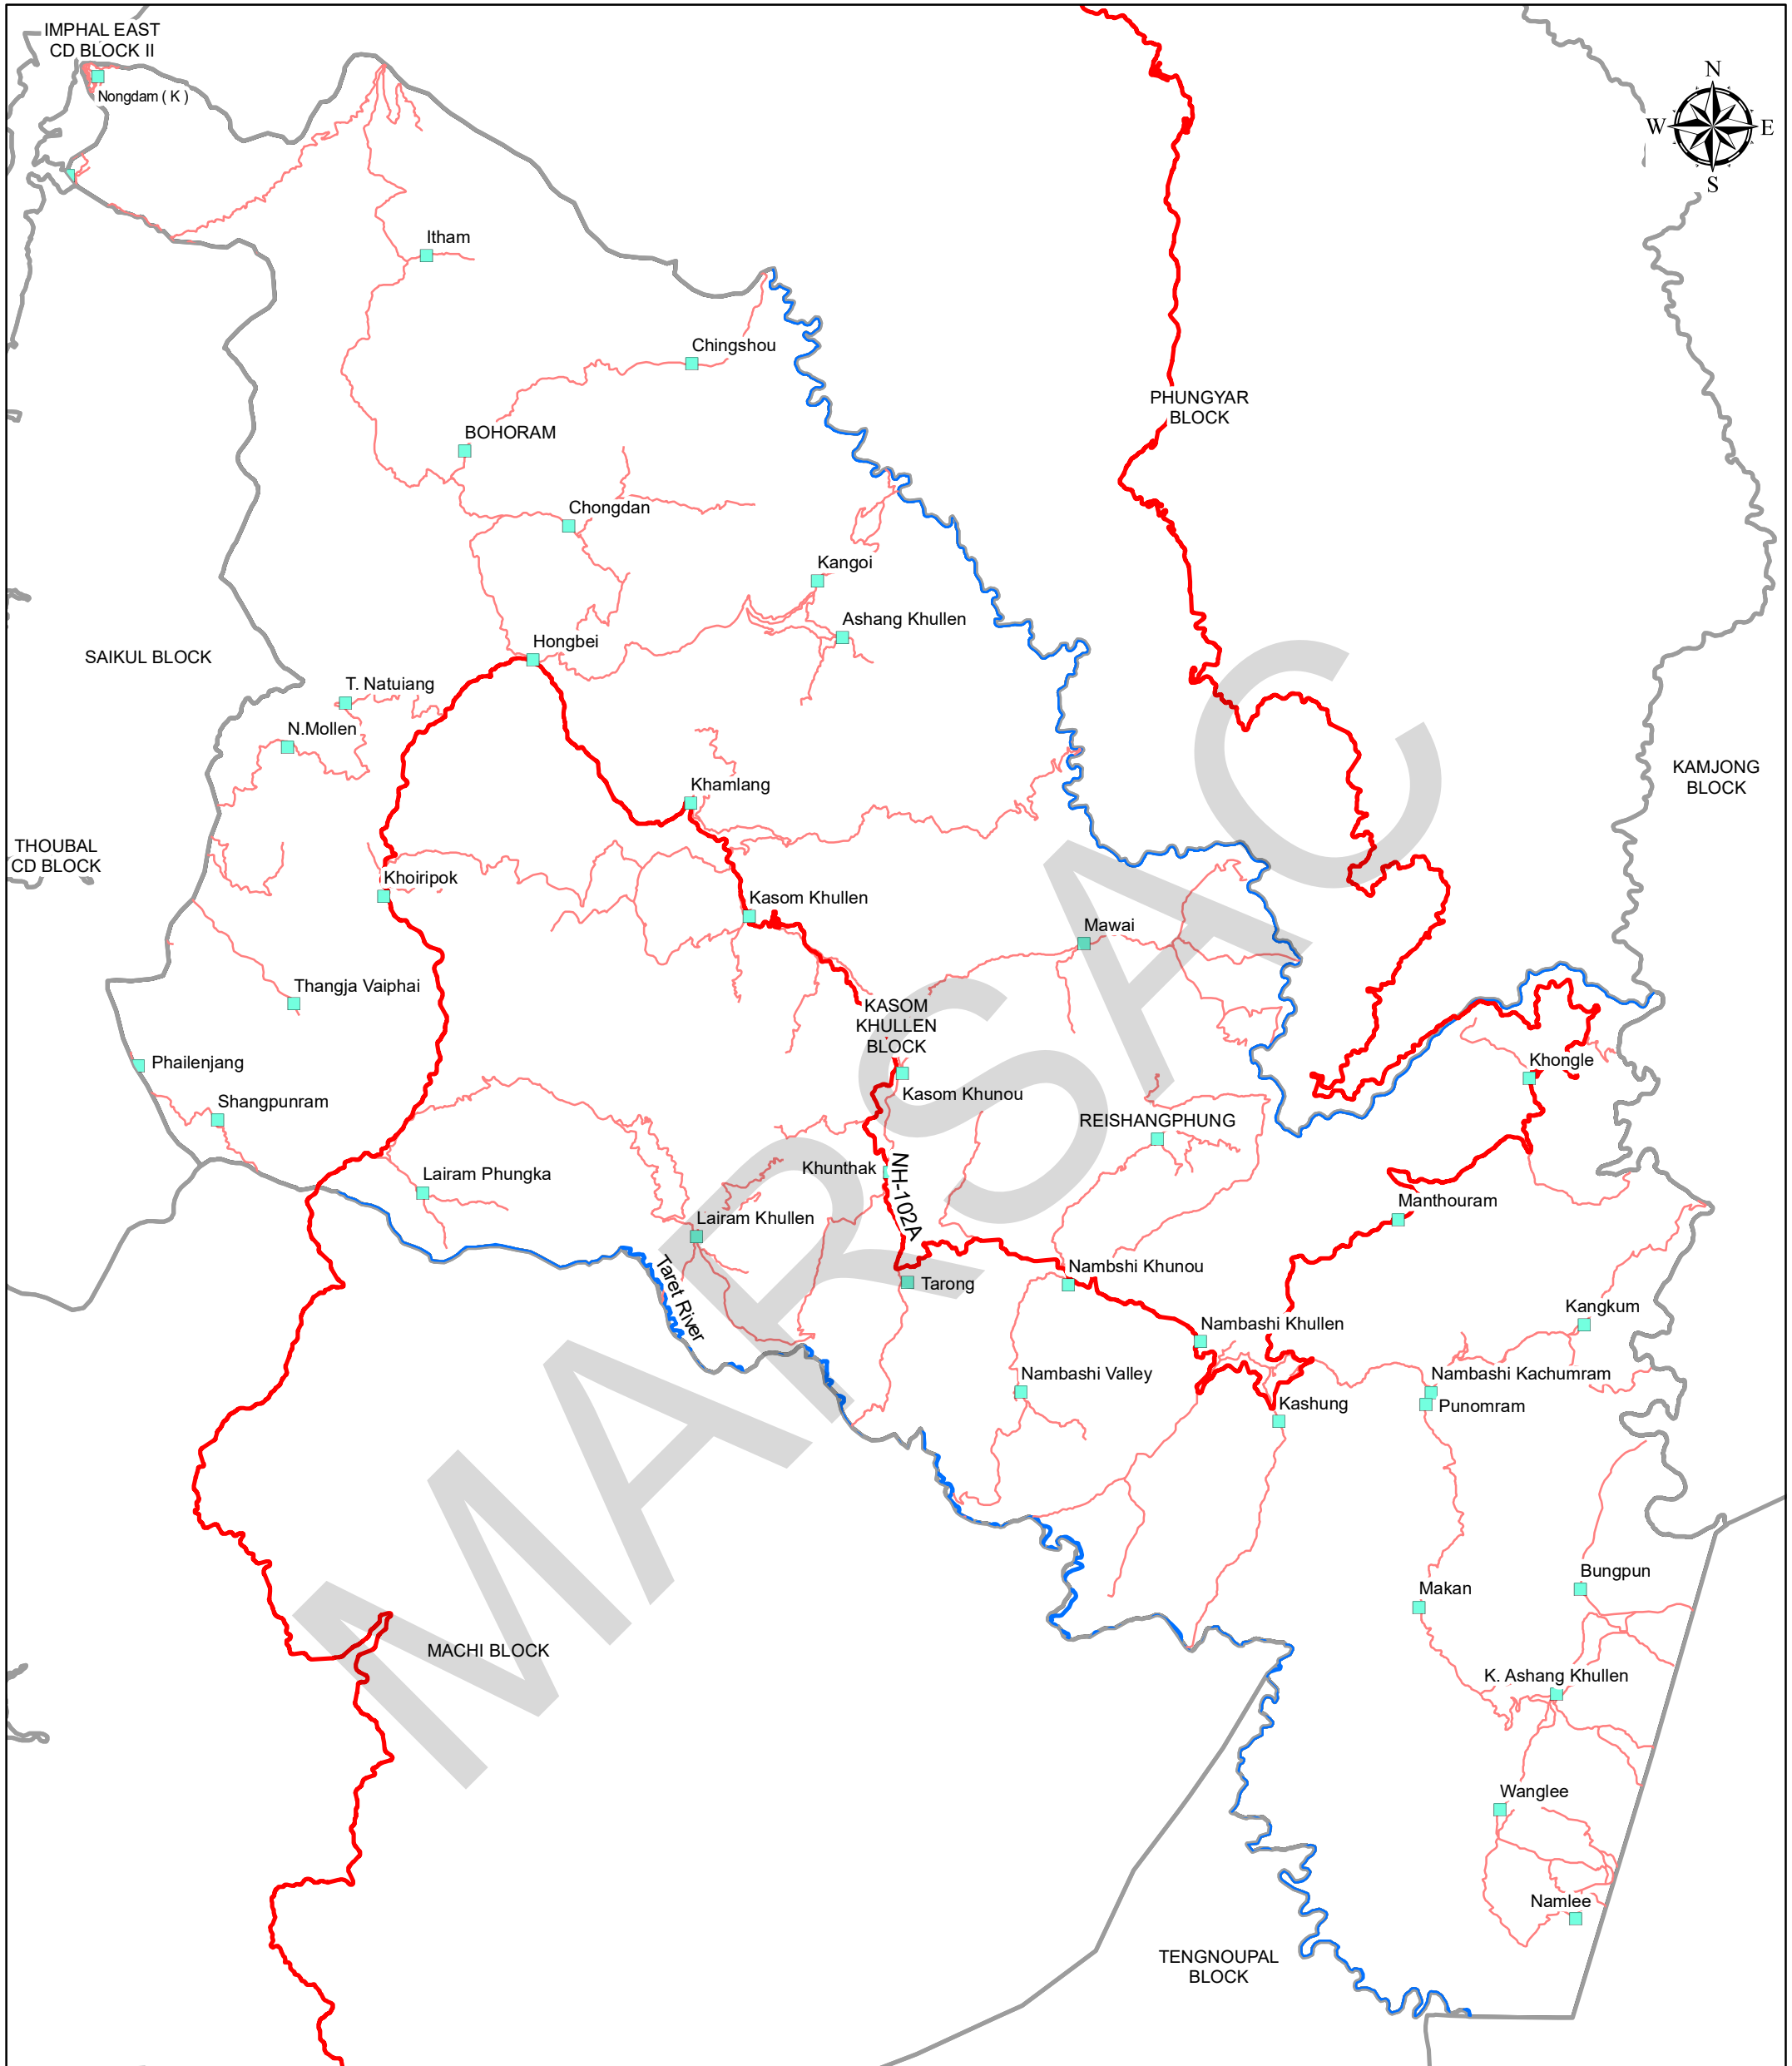 IMPHAL EAST
CD BLOCK II
Nongdam ( K )
N
W
E
S
Itham
Chingshou
PHUNGYAR
BLOCK
BOHORAM
Chongdan
Kangoi
Ashang Khullen
Hongbei
SAIKUL BLOCK
T. Natuiang
N.Mollen
KAMJONG
BLOCK
Khamlang
THOUBAL
CD BLOCK
Khoiripok
Kasom Khullen
Mawai
Thangja Vaiphai
KASOM
KHULLEN
BLOCK
Phailenjang
Khongle
Kasom Khunou
Shangpunram
REISHANGPHUNG
Khunthak
NH-102A
Lairam Phungka
Manthouram
Lairam Khullen
Nambshi Khunou
Tarong
Taret River
Kangkum
Nambashi Khullen
Nambashi Valley
Nambashi Kachumram
Punomram
Kashung
Bungpun
Makan
MACHI BLOCK
K. Ashang Khullen
Wanglee
Namlee
TENGNOUPAL
BLOCK
MARSAC